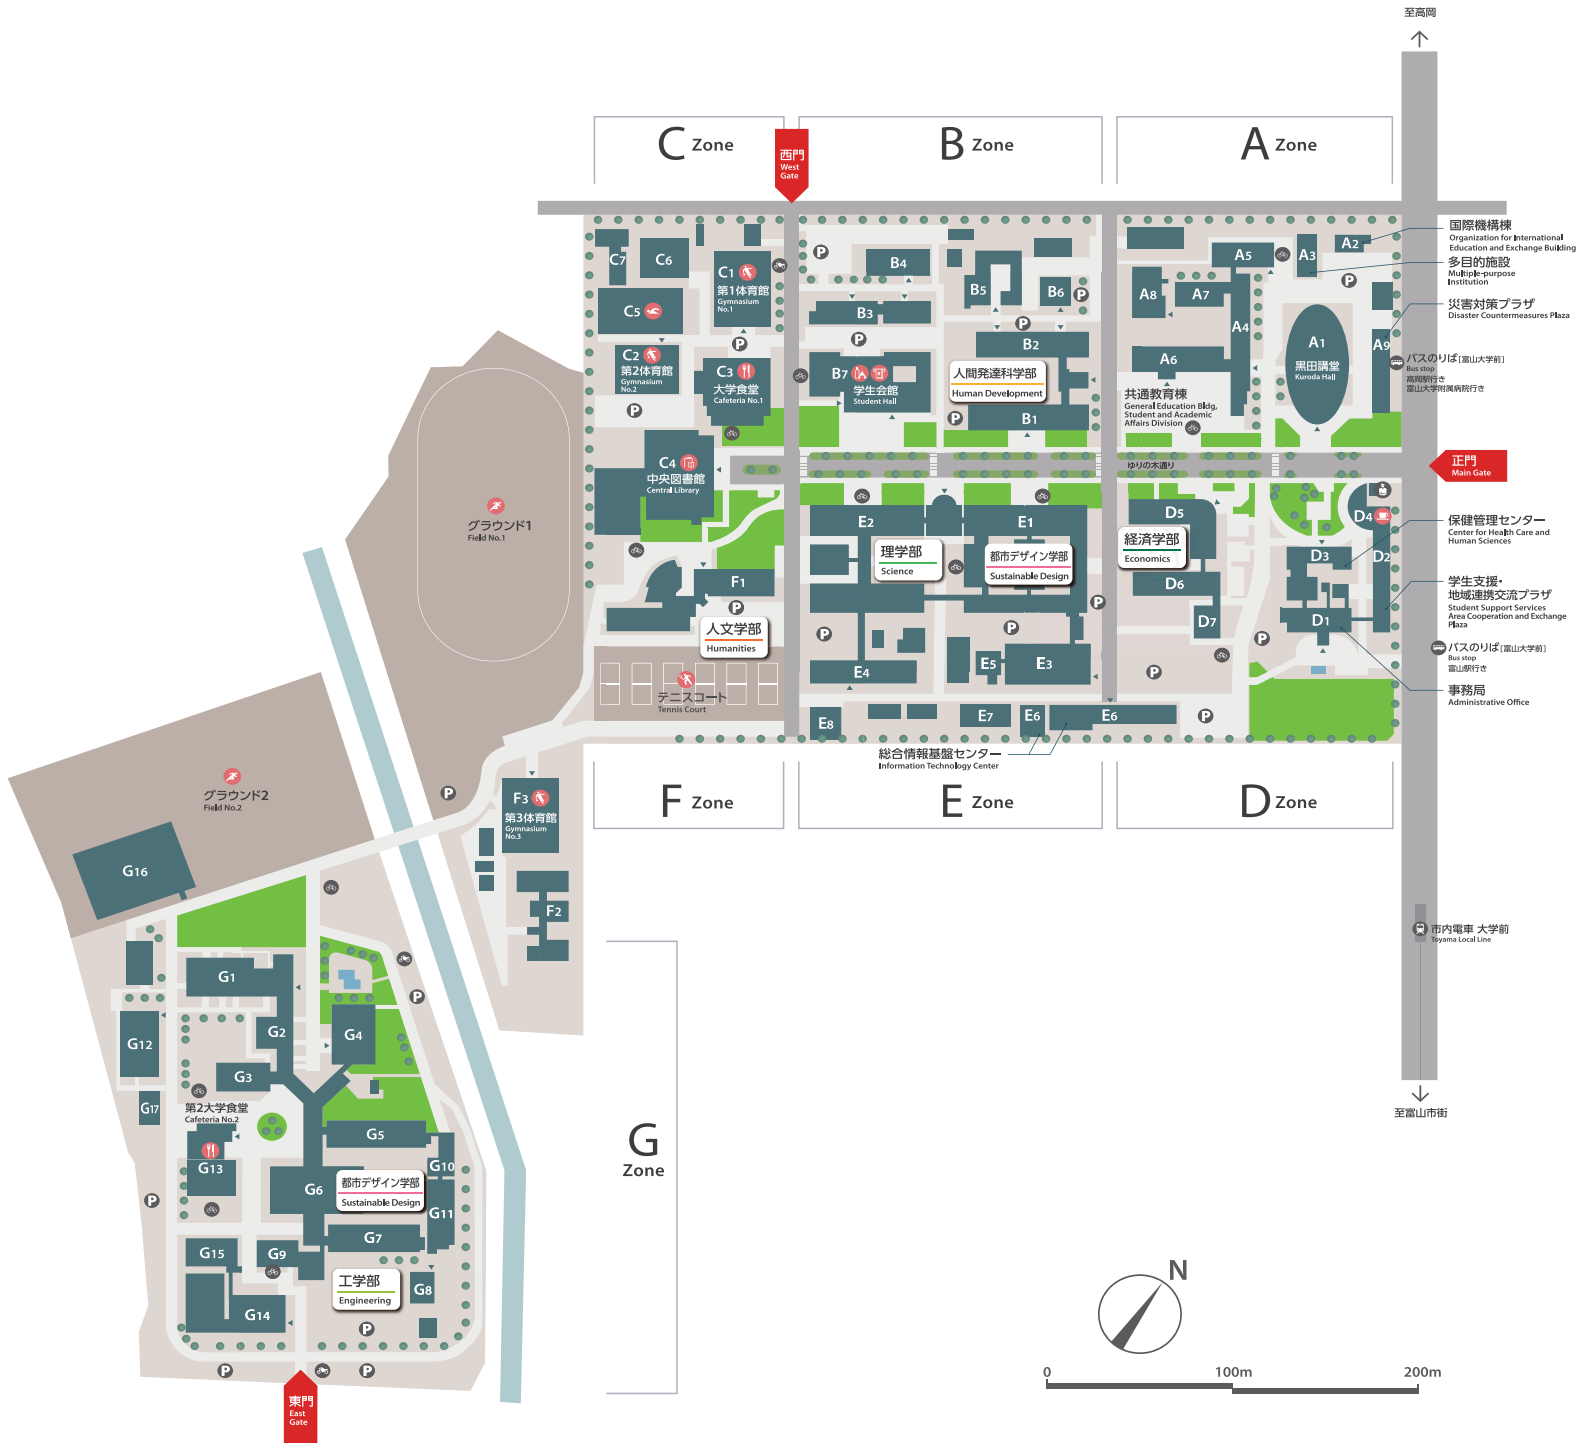 至高岡
C Zone
B Zone
A Zone
西門
West
Gate
国際機構棟
Organization for International
Education and Exchange Building
多目的施設
Multiple-purpose
Institution
災害対策プラザ
Disaster Countermeasures Plaza
バスのりば[富山大学前]
Bus stop
高岡駅行き
富山大学附属病院行き
C7
C6
C1
第1体育館
Gymnasium
No.1
C5
C2
第2体育館
Gymnasium
No.2
C3
大学食堂
Cafeteria No.1
C4
中央図書館
Central Library
P
P
B4
B5
B6
P
P
B3
P
B2
P
B7
学生会館
Student Hall
人間発達科学部
Human Development
P
B1
A5
A3
A2
P
A8
A7
A4
A1
黒田講堂
Kuroda Hall
A9
A6
共通教育棟
General Education Bldg,
Student and Academic
Affairs Division
ゆりの木通り
正門
Main Gate
グラウンド1
Field No.1
E2
E1
理学部
Science
都市デザイン学部
Sustainable Design
P
P
P
E4
E5
E3
E8
E7
E6
E6
総合情報基盤センター
Information Technology Center
D5
経済学部
Economics
D6
D7
D4
D3
D2
D1
P
P
P
保健管理センター
Center for Health Care and
Human Sciences
学生支援・
地域連携交流プラザ
Student Support Services
Area Cooperation and Exchange
Plaza
バスのりば[富山大学前]
Bus stop
富山駅行き
事務局
Administrative Office
F1
P
人文学部
Humanities
テニスコート
Tennis Court
F Zone
E Zone
D Zone
グラウンド2
Field No.2
P
F3
第3体育館
Gymnasium
No.3
F2
G16
市内電車 大学前
Toyama Local Line
G1
P
G2
G4
G12
G3
G17
第2大学食堂
Cafeteria No.2
G5
G13
G10
G6
都市デザイン学部
Sustainable Design
P
G11
G7
G15
G9
工学部
Engineering
G8
G14
P
P
P
東門
East
Gate
G
Zone
至富山市街
N
0
100m
200m